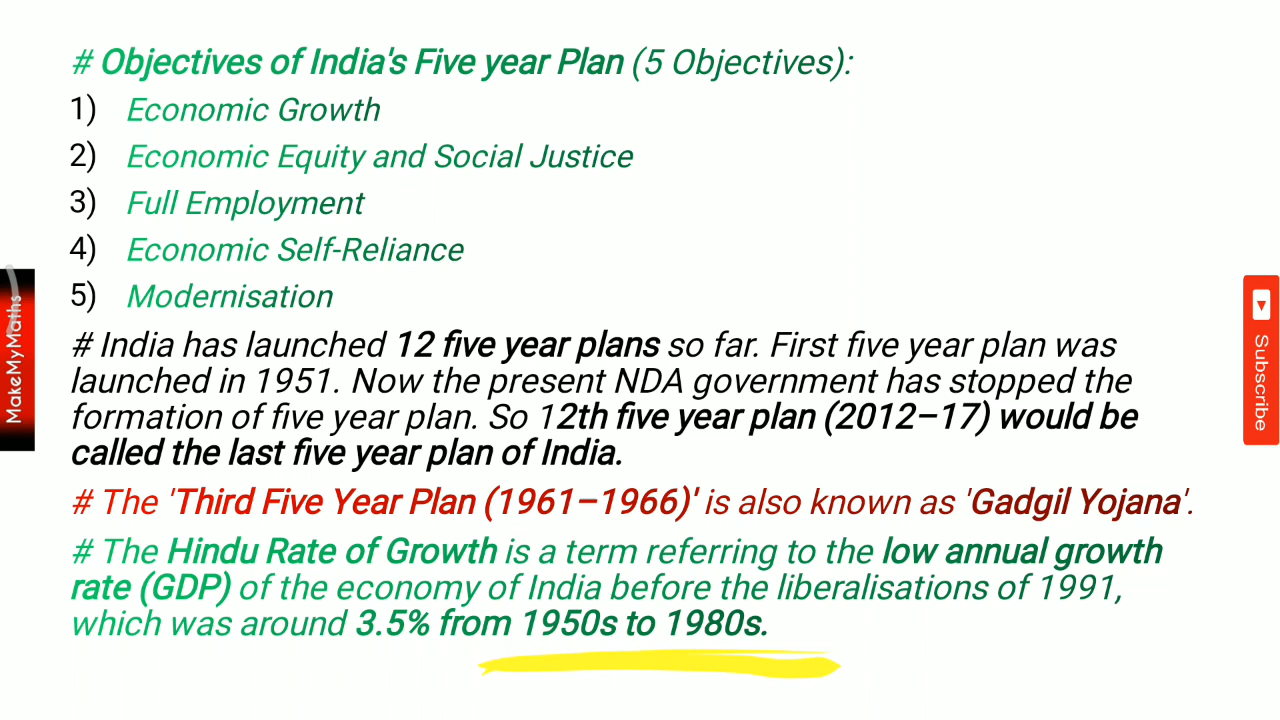 # Objectives of India's Five year Plan (5 Objectives):
1) Economic Growth
2) Economic Equity and Social Justice
3) Full Employment
4) Economic Self-Reliance
5) Modernisation
# India has launched 12 five year plans so far. First five year plan was
launched in 1951. Now the present NDA government has stopped the
formation of five year plan. So 12th five year plan (2012–17) would be
called the last five year plan of India.
# The 'Third Five Year Plan (1961–1966)' is also known as 'Gadgil Yojana'.
# The Hindu Rate of Growth is a term referring to the low annual growth
rate (GDP) of the economy of India before the liberalisations of 1991,
which was around 3.5% from 1950s to 1980s.
MakeMyMaths
Subscribe